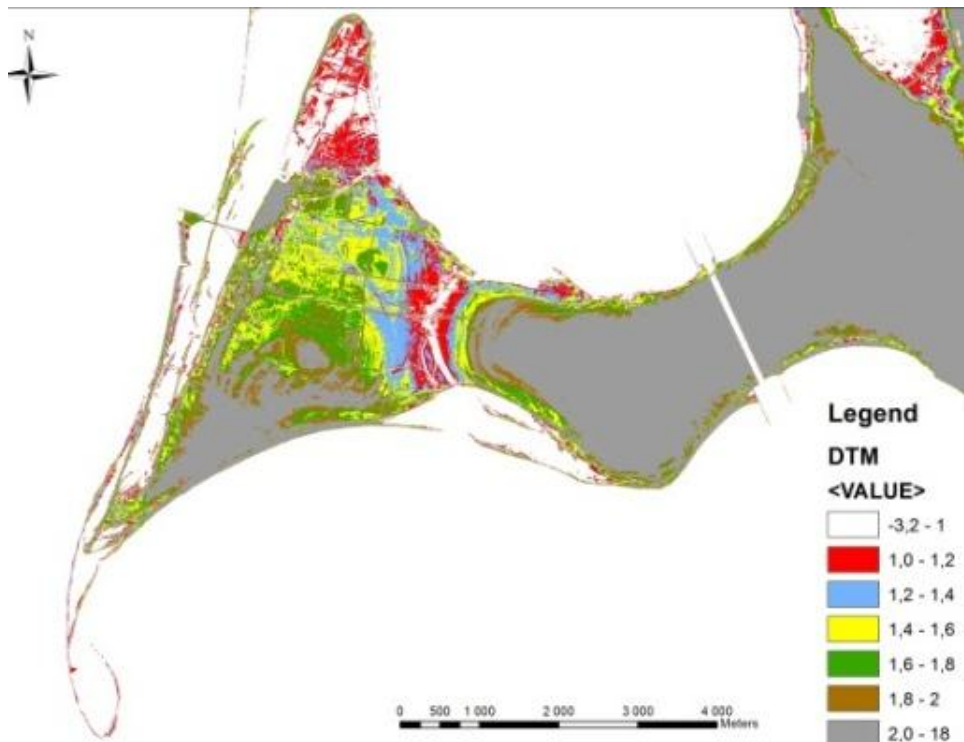 N
Legend
DTM
<VALUE>
-3,2 - 1
1,0 - 1,2
1,2 - 1,4
1,4 - 1,6
1,6 - 1,8
1,8 - 2
2,0 - 18
0 500 1 000 2 000 3 000 4 000
Meters